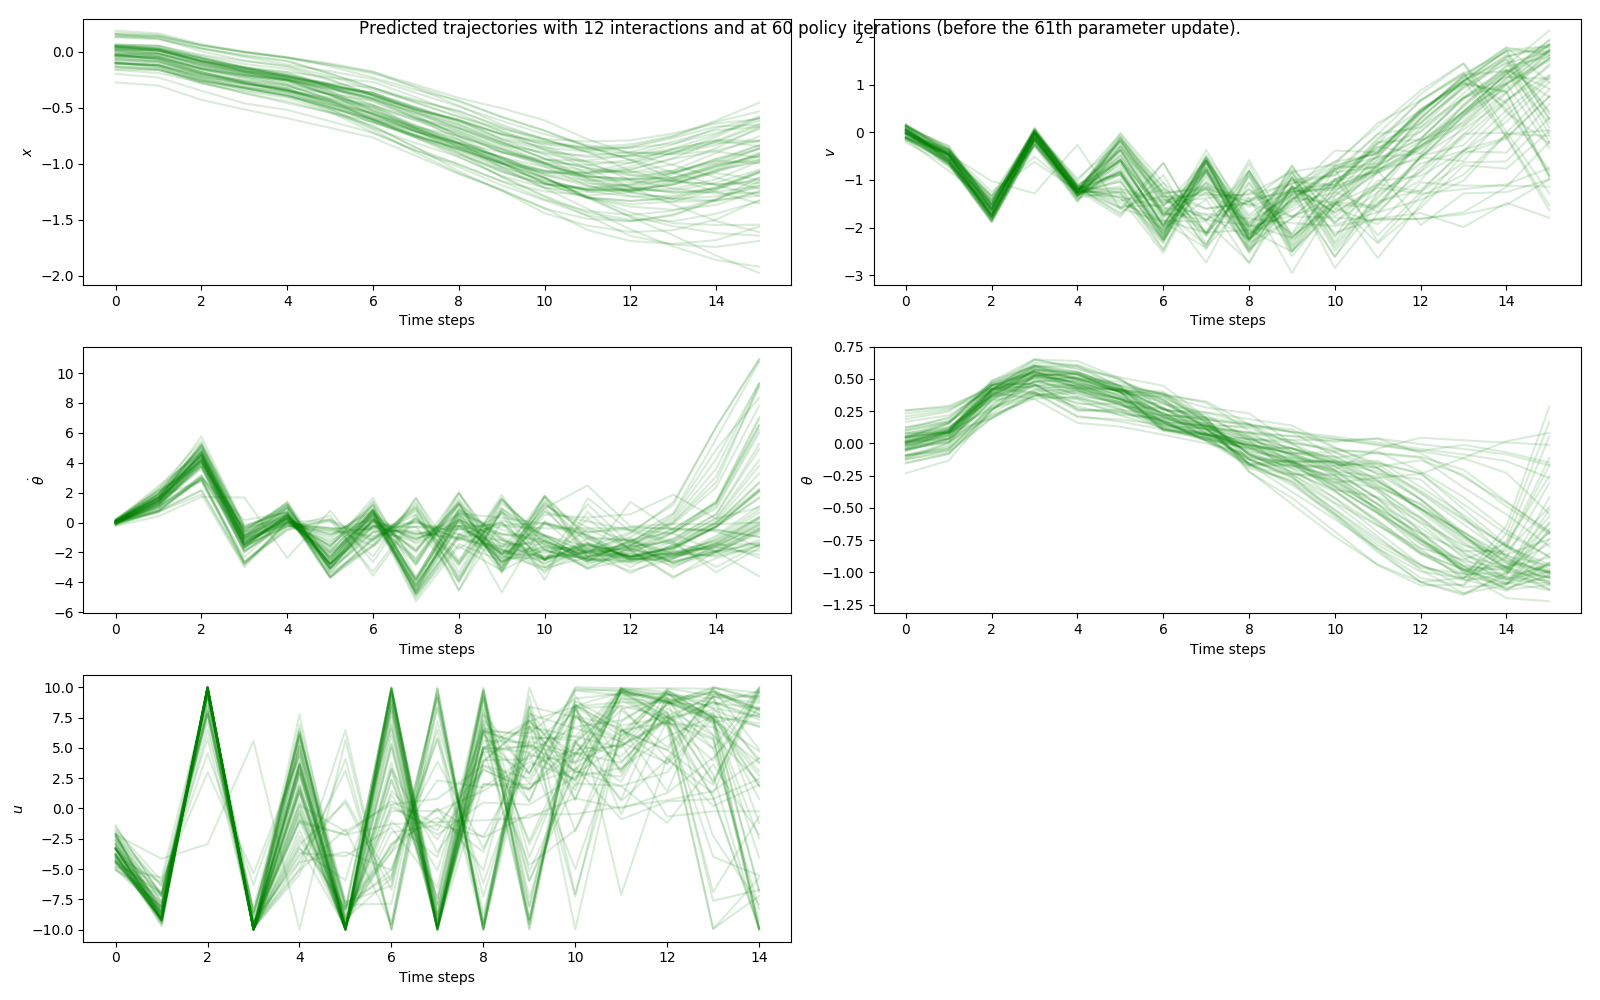 Predicted trajectories with 12 interactions and at 60 policy iterations (before the 61th parameter update).
0.0
−0.5
−1.0
−1.5
−2.0
x
0 2 4 6 8 10 12 14
Time steps
2
1
0
−1
−2
−3
v
0 2 4 6 8 10 12 14
Time steps
10
8
6
4
2
0
−2
−4
−6
θ̇
0 2 4 6 8 10 12 14
Time steps
0.75
0.50
0.25
0.00
−0.25
−0.50
−0.75
−1.00
−1.25
θ
0 2 4 6 8 10 12 14
Time steps
10.0
7.5
5.0
2.5
0.0
−2.5
−5.0
−7.5
−10.0
u
0 2 4 6 8 10 12 14
Time steps